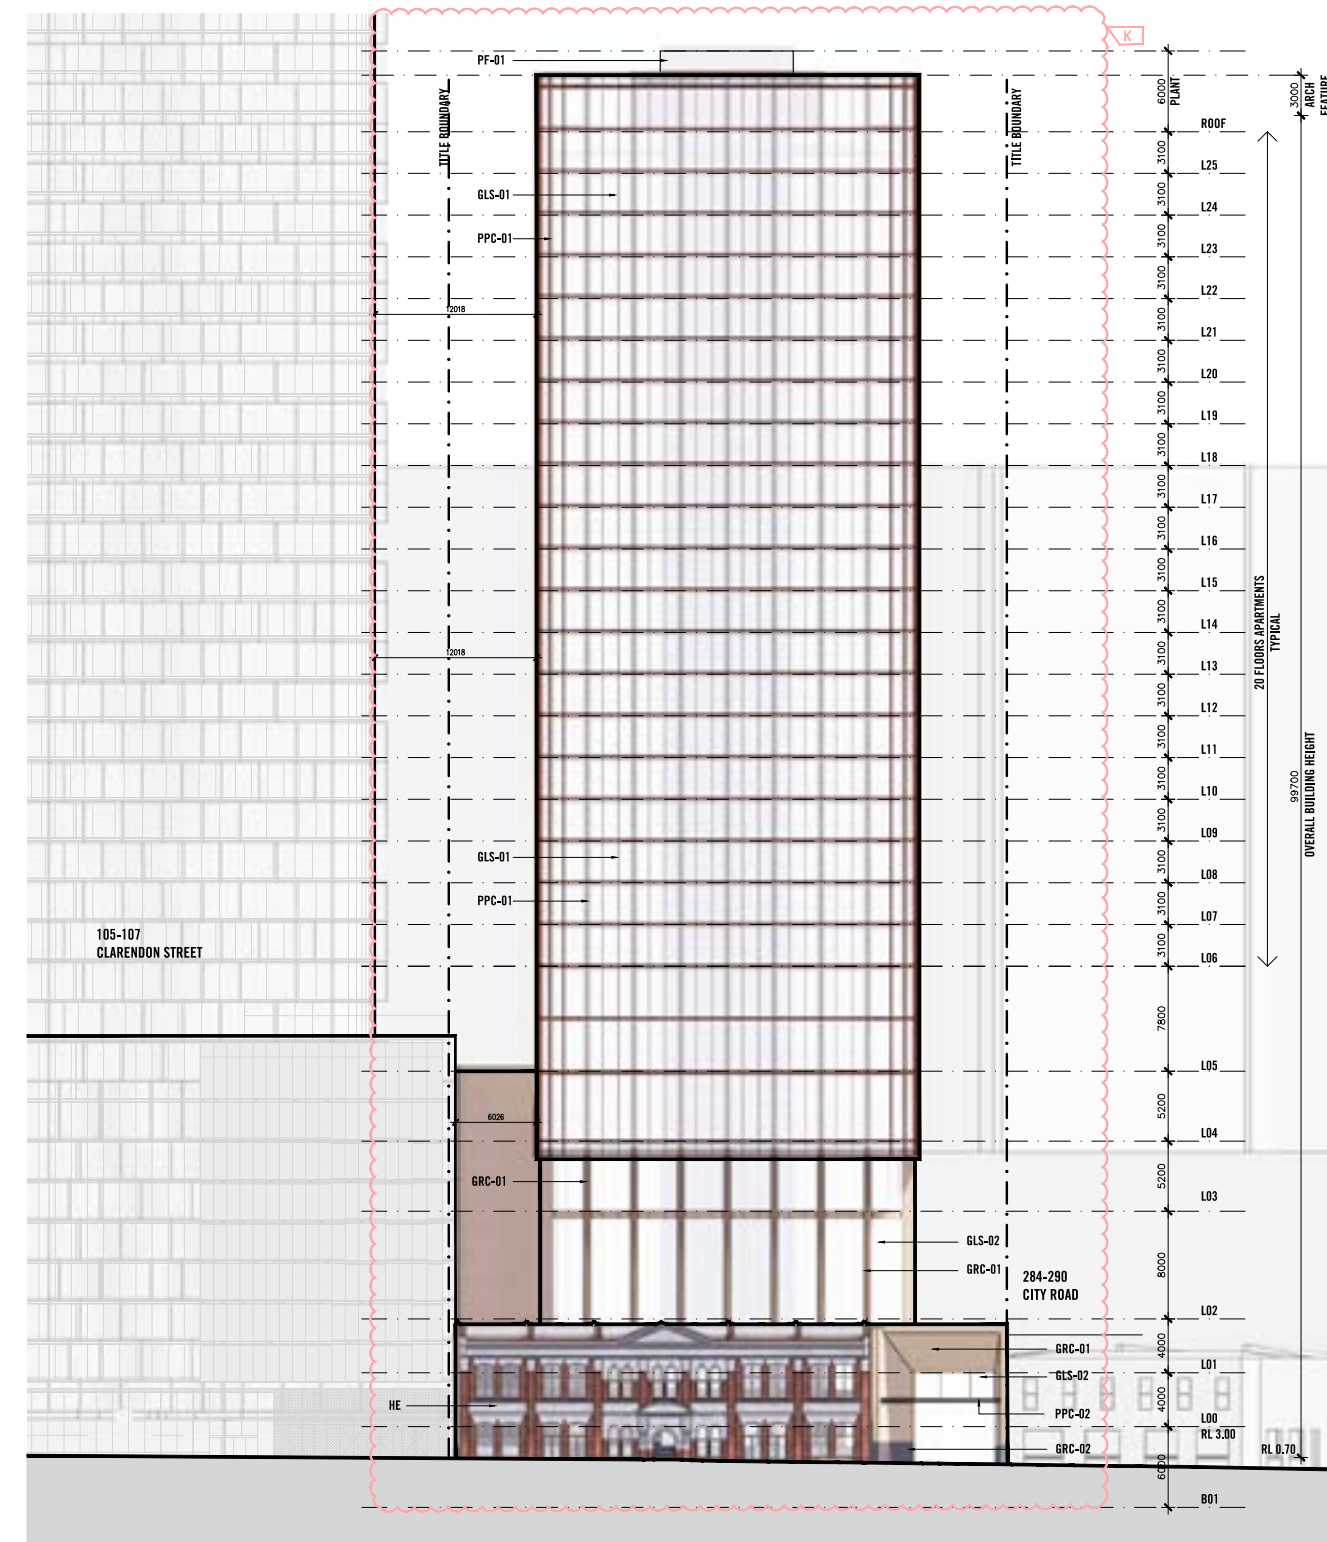 K
PF-01
6000
PLANT
3000
ARCH
FEATURE
TITLE BOUNDARY
TITLE BOUNDARY
ROOF
3100
L25
GLS-01
3100
L24
PPC-01
3100
L23
3100
L22
12018
3100
L21
3100
L20
3100
L19
3100
L18
3100
L17
3100
L16
3100
L15
3100
L14
20 FLOORS APARTMENTS
TYPICAL
12018
3100
L13
3100
L12
3100
L11
3100
L10
99700
OVERALL BUILDING HEIGHT
3100
L09
GLS-01
3100
L08
PPC-01
3100
L07
105-107
CLARENDON STREET
3100
L06
7800
L05
6026
5200
L04
GRC-01
5200
L03
GLS-02
GRC-01
8000
284-290
CITY ROAD
L02
GRC-01
4000
L01
GLS-02
HE
4000
PPC-02
L00
RL 3.00
GRC-02
RL 0.70
6000
B01